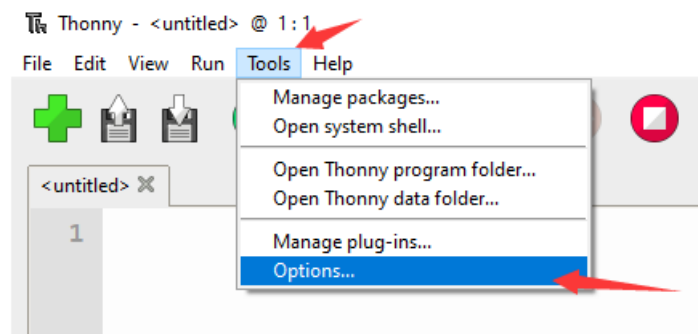 Thonny - <untitled> @ 1:1
File Edit View Run Tools Help
Manage packages...
Open system shell...
Open Thonny program folder...
Open Thonny data folder...
Manage plug-ins...
Options...
<untitled>
1